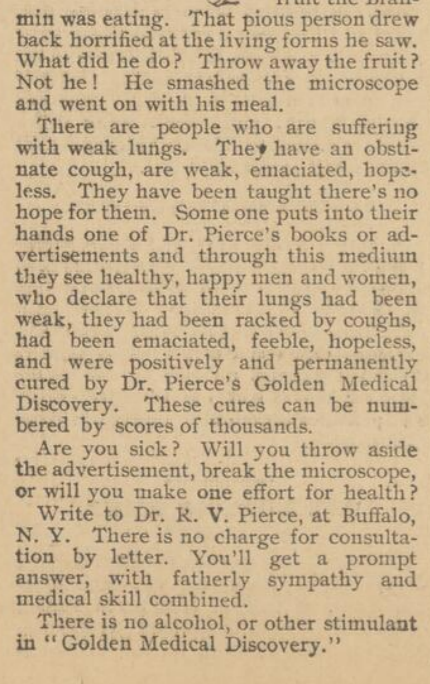 fruit the Brah-
min was eating. That pious person drew
back horrified at the living forms he saw.
What did he do? Throw away the fruit?
Not he! He smashed the microscope
and went on with his meal.
There are people who are suffering
with weak lungs. They have an obsti-
nate cough, are weak, emaciated, hope-
less. They have been taught there's no
hope for them. Some one puts into their
hands one of Dr. Pierce's books or ad-
vertisements and through this medium
they see healthy, happy men and women,
who declare that their lungs had been
weak, they had been racked by coughs,
had been emaciated, feeble, hopeless,
and were positively and permanently
cured by Dr. Pierce's Golden Medical
Discovery. These cures can be num-
bered by scores of thousands.
Are you sick? Will you throw aside
the advertisement, break the microscope,
or will you make one effort for health?
Write to Dr. R. V. Pierce, at Buffalo,
N. Y. There is no charge for consulta-
tion by letter. You'll get a prompt
answer, with fatherly sympathy and
medical skill combined.
There is no alcohol, or other stimulant
in "Golden Medical Discovery."